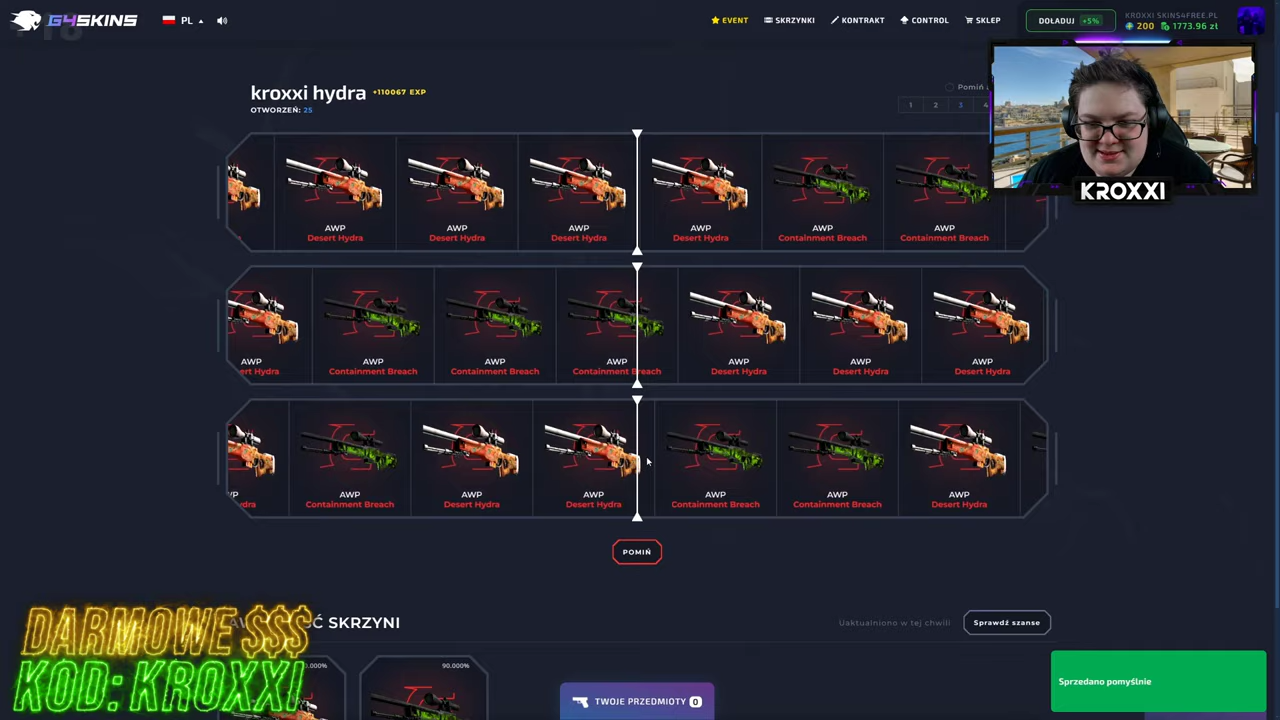 G4SKINS
PL
EVENT
SKRZYNKI
KONTRAKT
CONTROL
SKLEP
DOŁADUJ +5%
KROXXI SKINS4FREE.PL
200 1773.96 zł
kroxxi hydra +110067 EXP
OTWORZEŃ: 25
Pomiń
1 2 3 4
KROXXI
AWP AWP AWP AWP AWP AWP
Desert Hydra Desert Hydra Desert Hydra Desert Hydra Containment Breach Containment Breach
AWP AWP AWP AWP AWP AWP AWP
ert Hydra Containment Breach Containment Breach Containment Breach Desert Hydra Desert Hydra Desert Hydra
AWP AWP AWP AWP AWP AWP
Containment Breach Desert Hydra Desert Hydra Containment Breach Containment Breach Desert Hydra
POMIŃ
DARMOWE $$$
KOD: KROXXI
Ć SKRZYNI
Uaktualniono w tej chwili
Sprawdź szanse
90.000%
TWOJE PRZEDMIOTY 0
Sprzedano pomyślnie